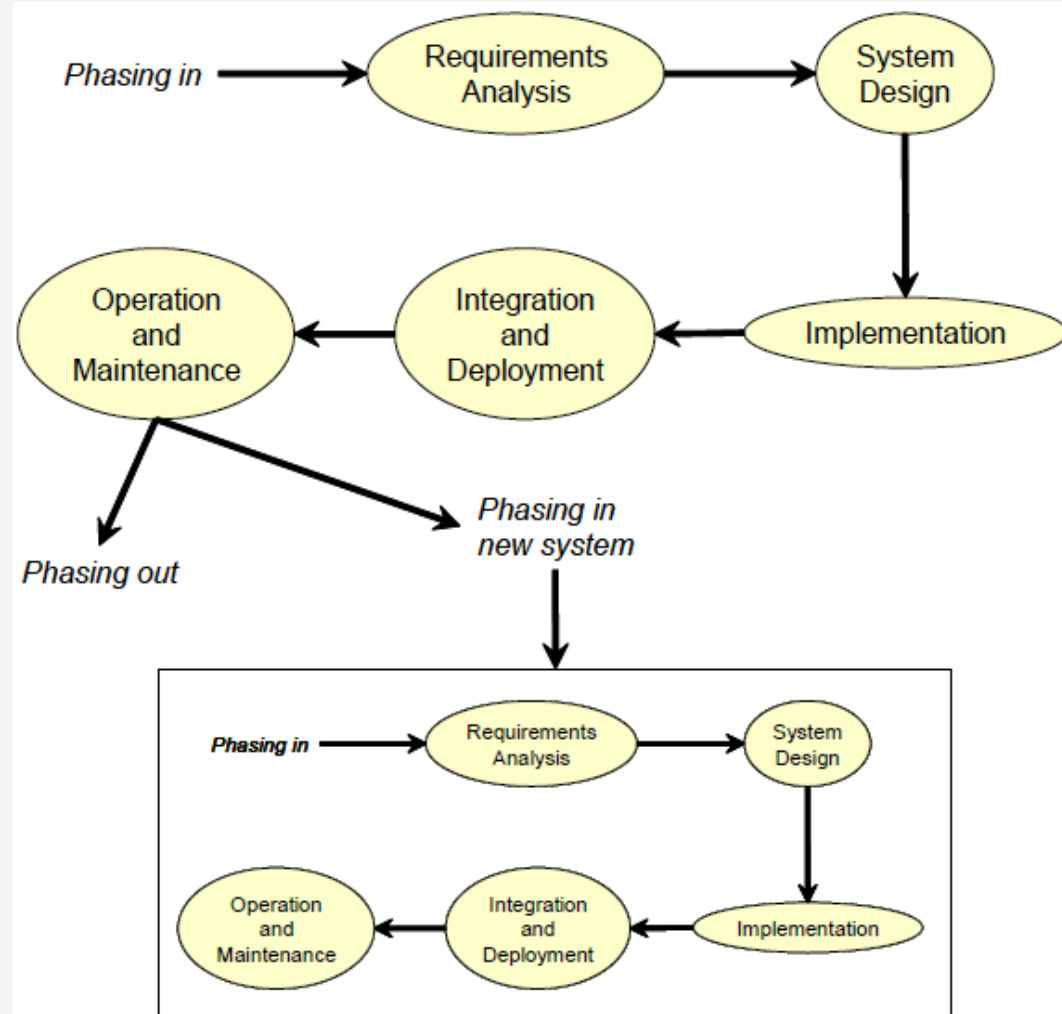 Phasing in
Requirements
Analysis
System
Design
Operation
and
Maintenance
Integration
and
Deployment
Implementation
Phasing out
Phasing in
new system
Phasing in
Requirements
Analysis
System
Design
Operation
and
Maintenance
Integration
and
Deployment
Implementation